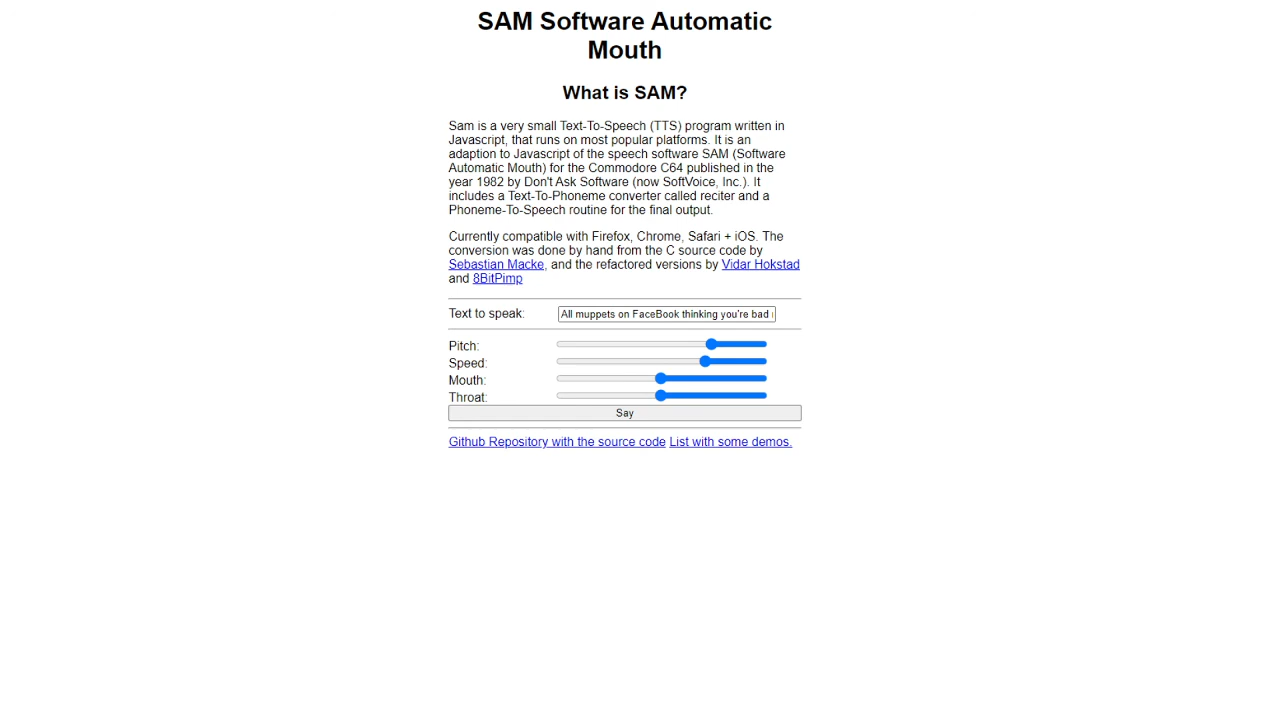 SAM Software Automatic
Mouth
What is SAM?
Sam is a very small Text-To-Speech (TTS) program written in
Javascript, that runs on most popular platforms. It is an
adaption to Javascript of the speech software SAM (Software
Automatic Mouth) for the Commodore C64 published in the
year 1982 by Don't Ask Software (now SoftVoice, Inc.). It
includes a Text-To-Phoneme converter called reciter and a
Phoneme-To-Speech routine for the final output.
Currently compatible with Firefox, Chrome, Safari + iOS. The
conversion was done by hand from the C source code by
Sebastian Macke, and the refactored versions by Vidar Hokstad
and 8BitPimp
Text to speak: All muppets on FaceBook thinking you're bad
Pitch:
Speed:
Mouth:
Throat:
Say
Github Repository with the source code List with some demos.